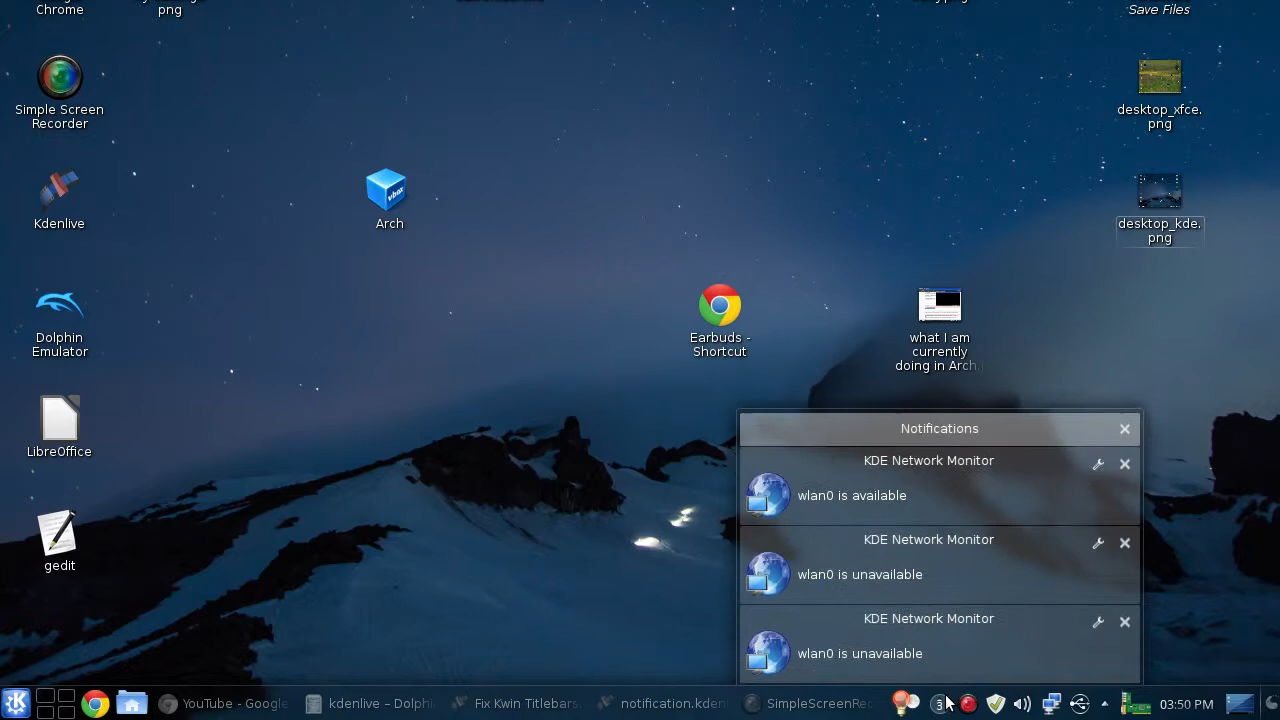 Chrome
png
Save Files
Simple Screen
Recorder
desktop_xfce.
png
Kdenlive
vbox
Arch
desktop_kde.
png
Dolphin
Emulator
Earbuds -
Shortcut
what I am
currently
doing in Arch.
LibreOffice
gedit
Notifications
KDE Network Monitor
wlan0 is available
KDE Network Monitor
wlan0 is unavailable
KDE Network Monitor
wlan0 is unavailable
YouTube - Google
kdenlive – Dolphi
Fix Kwin Titlebars
notification.kden
SimpleScreenRec
3
03:50 PM